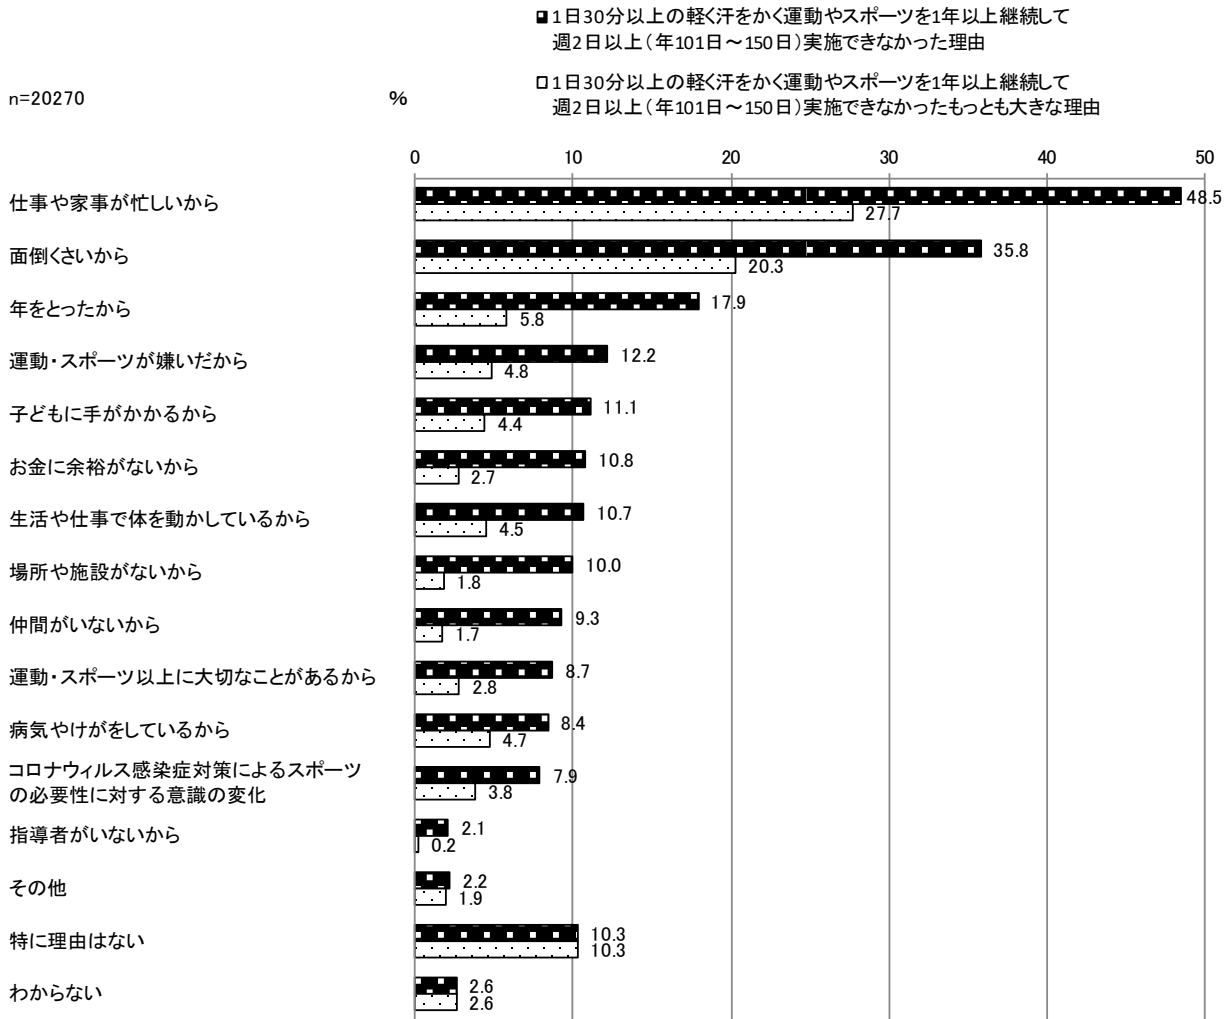 ■1日30分以上の軽く汗をかく運動やスポーツを1年以上継続して
週2日以上(年101日～150日)実施できなかった理由
□1日30分以上の軽く汗をかく運動やスポーツを1年以上継続して
週2日以上(年101日～150日)実施できなかったもっとも大きな理由
n=20270
%
0 10 20 30 40 50
仕事や家事が忙しいから 48.5
27.7
面倒くさいから 35.8
20.3
年をとったから 17.9
5.8
運動・スポーツが嫌いだから 12.2
4.8
子どもに手がかかるから 11.1
4.4
お金に余裕がないから 10.8
2.7
生活や仕事で体を動かしているから 10.7
4.5
場所や施設がないから 10.0
1.8
仲間がいないから 9.3
1.7
運動・スポーツ以上に大切なことがあるから 8.7
2.8
病気やけがをしているから 8.4
4.7
コロナウィルス感染症対策によるスポーツ
の必要性に対する意識の変化
7.9
3.8
指導者がいないから 2.1
0.2
その他 2.2
1.9
特に理由はない 10.3
10.3
わからない 2.6
2.6